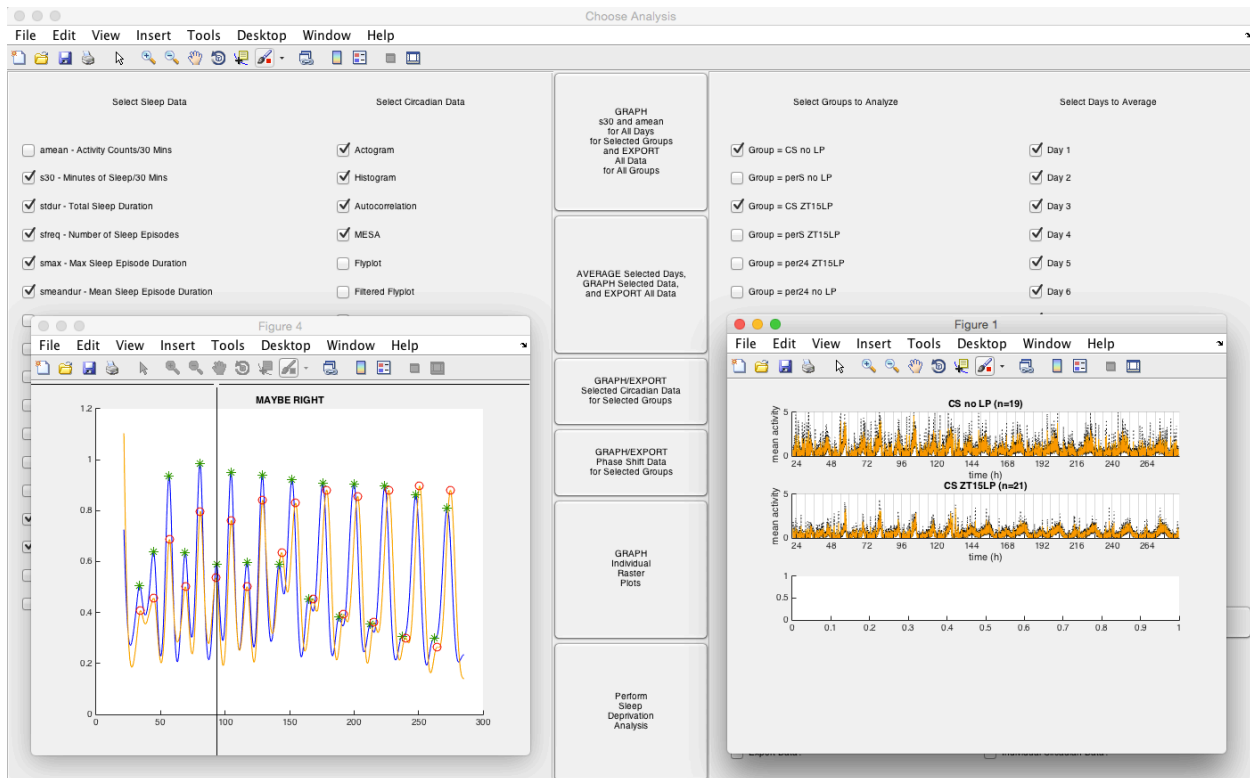 Choose Analysis
File Edit View Insert Tools Desktop Window Help
Select Sleep Data
amean - Activity Counts/30 Mins
s30 - Minutes of Sleep/30 Mins
stdur - Total Sleep Duration
sfreq - Number of Sleep Episodes
smax - Max Sleep Episode Duration
smeandur - Mean Sleep Episode Duration
Select Circadian Data
Actogram
Histogram
Autocorrelation
MESA
Flyplot
Filtered Flyplot
GRAPH
s30 and amean
for All Days
for Selected Groups
and EXPORT
All Data
for All Groups
AVERAGE Selected Days,
GRAPH Selected Data,
and EXPORT All Data
GRAPH/EXPORT
Selected Circadian Data
for Selected Groups
GRAPH/EXPORT
Phase Shift Data
for Selected Groups
GRAPH
Individual
Raster
Plots
Perform
Sleep
Deprivation
Analysis
Select Groups to Analyze
Group = CS no LP
Group = perS no LP
Group = CS ZT15LP
Group = perS ZT15LP
Group = per24 ZT15LP
Group = per24 no LP
Select Days to Average
Day 1
Day 2
Day 3
Day 4
Day 5
Day 6
Figure 4
File Edit View Insert Tools Desktop Window Help
MAYBE RIGHT
1.2
1
0.8
0.6
0.4
0.2
0
0 50 100 150 200 250 300
Figure 1
File Edit View Insert Tools Desktop Window Help
CS no LP (n=19)
mean activity
5
0
24 48 72 96 120 144 168 192 216 240 264
time (h)
CS ZT15LP (n=21)
mean activity
5
0
24 48 72 96 120 144 168 192 216 240 264
time (h)
1
0.5
0
0 0.1 0.2 0.3 0.4 0.5 0.6 0.7 0.8 0.9 1